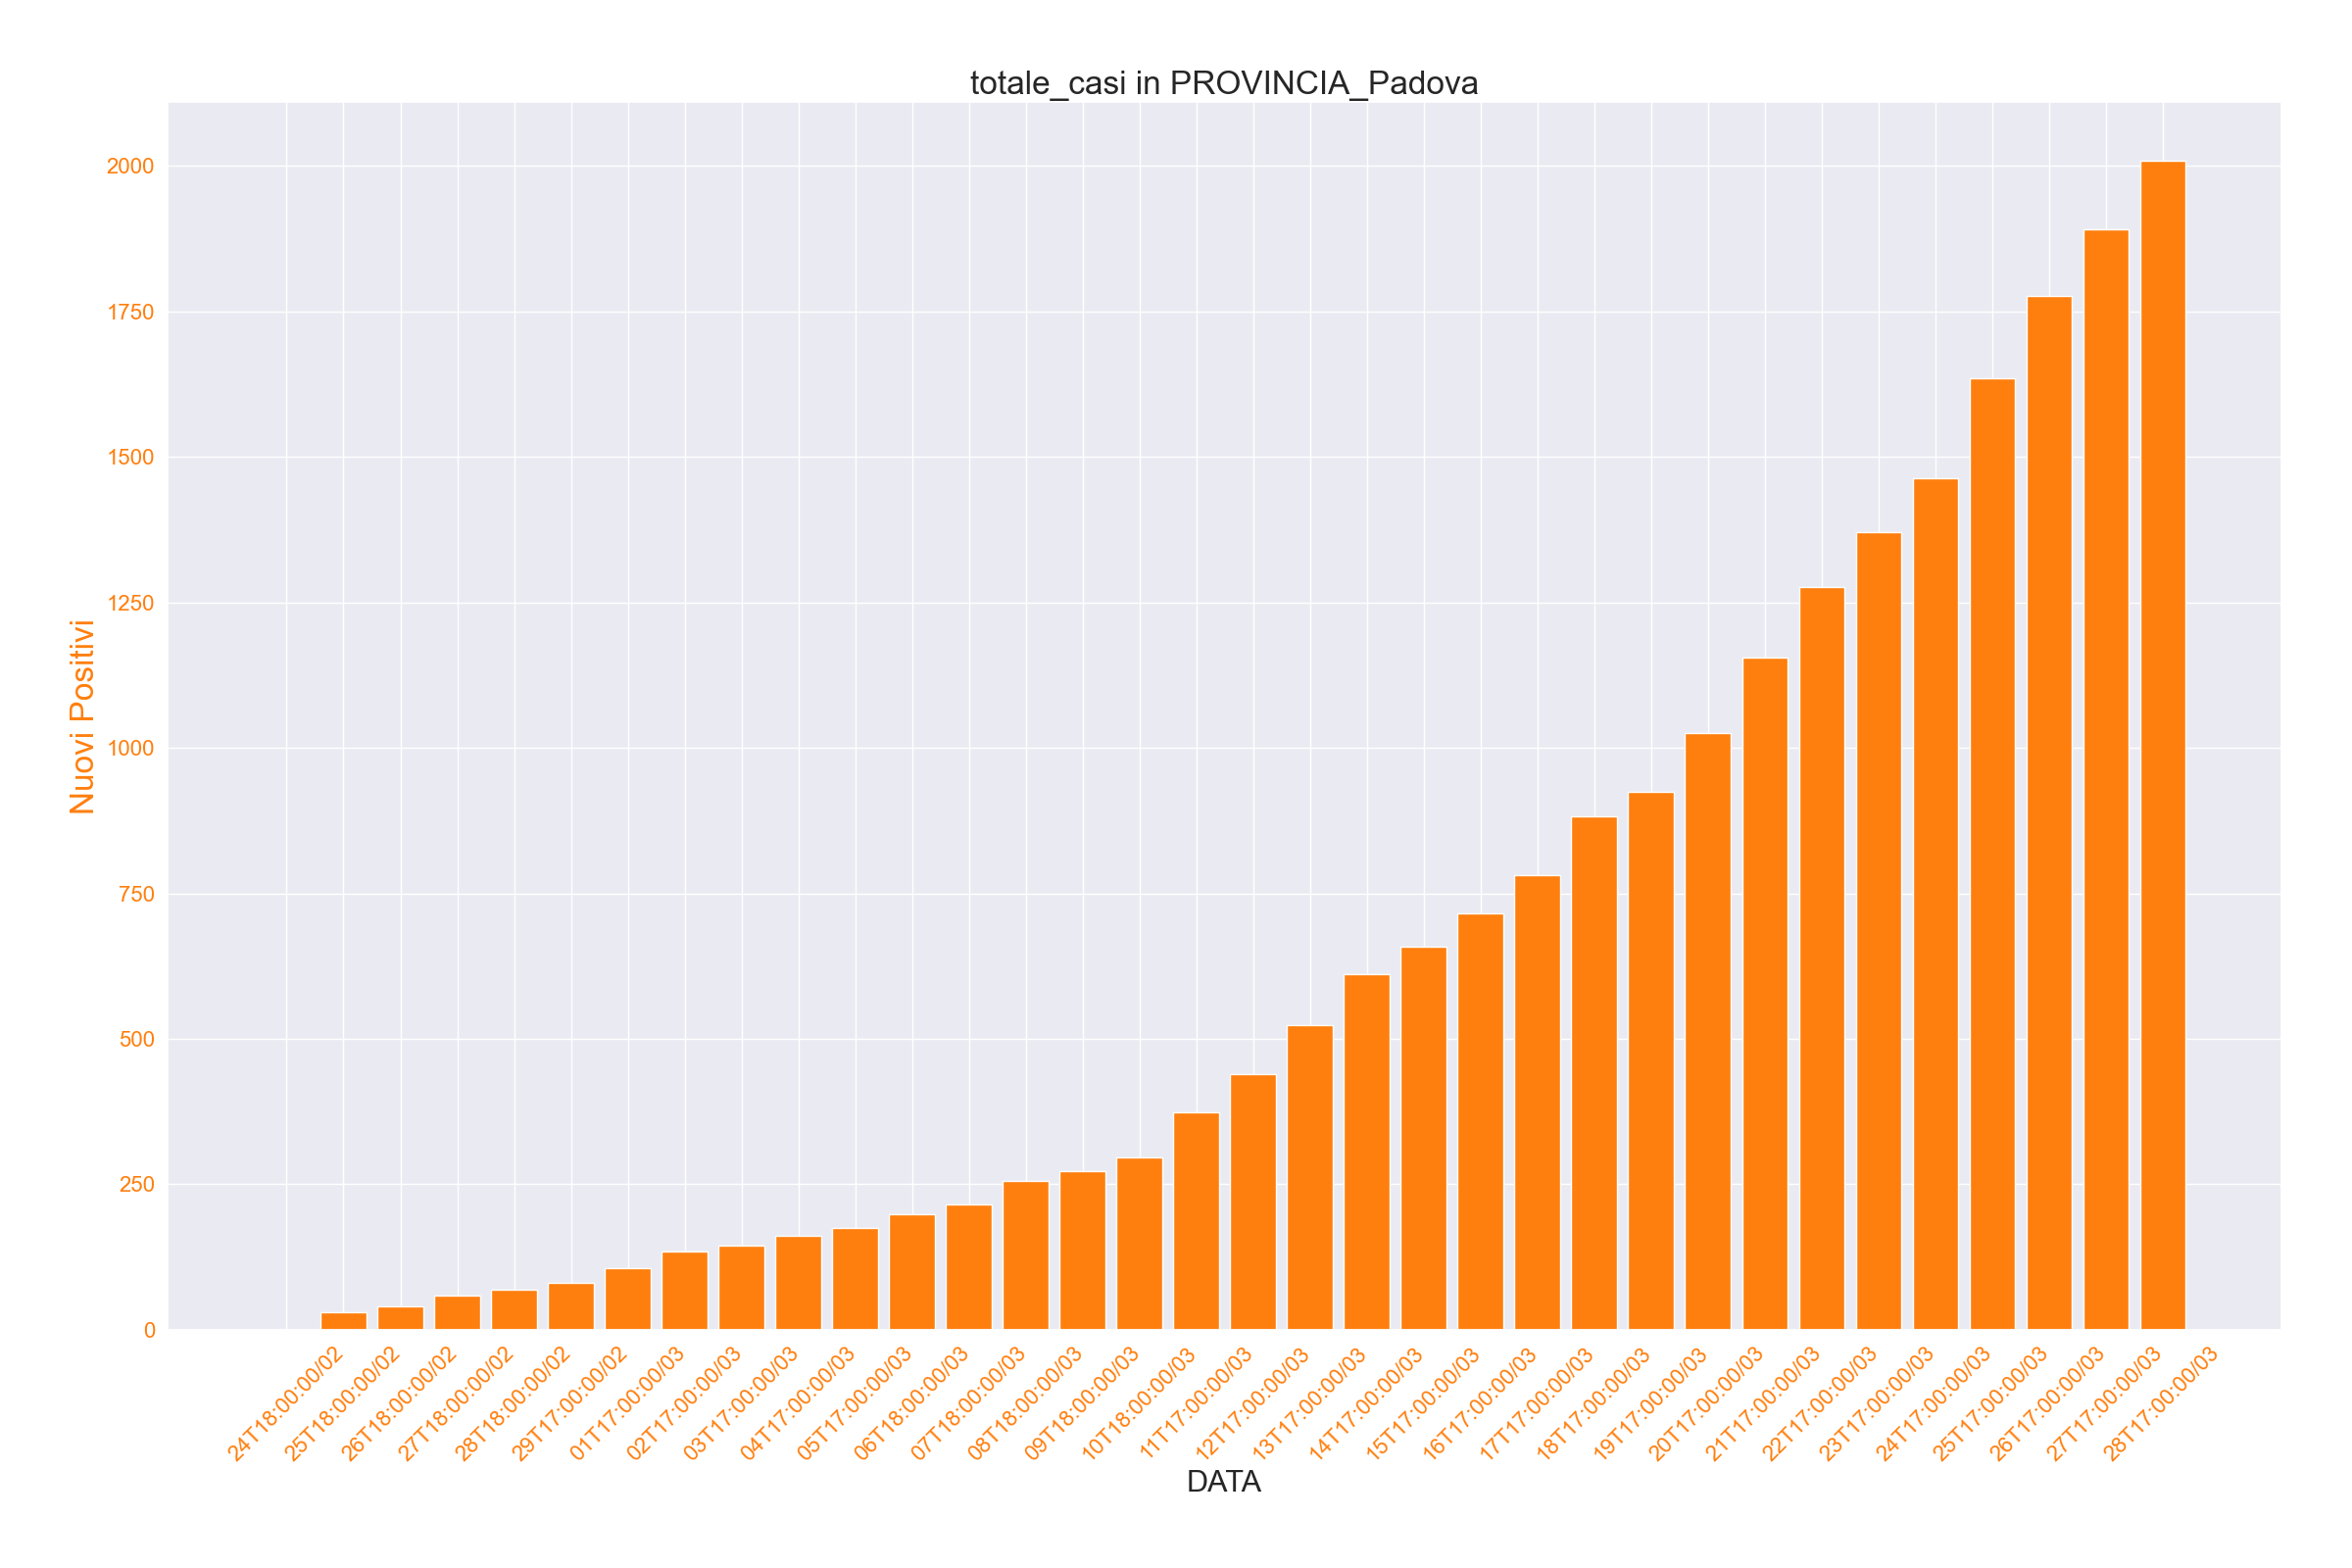 totale_casi in PROVINCIA_Padova
Nuovi Positivi
2000
1750
1500
1250
1000
750
500
250
0
24T18:00:00/02
25T18:00:00/02
26T18:00:00/02
27T18:00:00/02
28T18:00:00/02
29T17:00:00/02
01T17:00:00/03
02T17:00:00/03
03T17:00:00/03
04T17:00:00/03
05T17:00:00/03
06T18:00:00/03
07T18:00:00/03
08T18:00:00/03
09T18:00:00/03
10T18:00:00/03
11T17:00:00/03
12T17:00:00/03
13T17:00:00/03
14T17:00:00/03
15T17:00:00/03
16T17:00:00/03
17T17:00:00/03
18T17:00:00/03
19T17:00:00/03
20T17:00:00/03
21T17:00:00/03
22T17:00:00/03
23T17:00:00/03
24T17:00:00/03
25T17:00:00/03
26T17:00:00/03
27T17:00:00/03
28T17:00:00/03
DATA